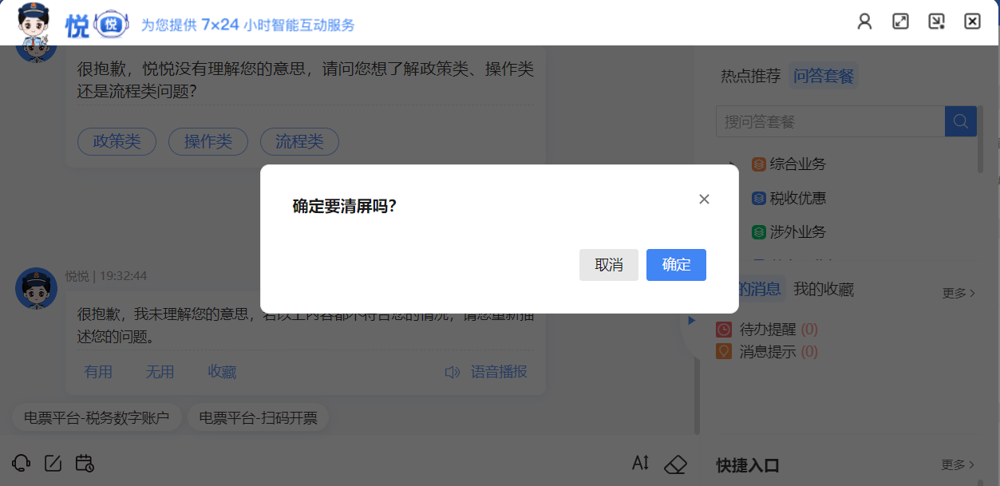 悦 悦 为您提供 7×24 小时智能互动服务
很抱歉，悦悦没有理解您的意思，请问您想了解政策类、操作类
还是流程类问题？
政策类 操作类 流程类
确定要清屏吗？
取消 确定
悦悦 | 19:32:44
很抱歉，我未理解您的意思，若以上内容都不符合您的情况，请您重新描
述您的问题。
有用 无用 收藏 语音播报
电票平台-税务数字账户 电票平台-扫码开票
热点推荐 问答套餐
搜问答套餐
综合业务
税收优惠
涉外业务
的消息 我的收藏 更多
待办提醒 (0)
消息提示 (0)
快捷入口 更多